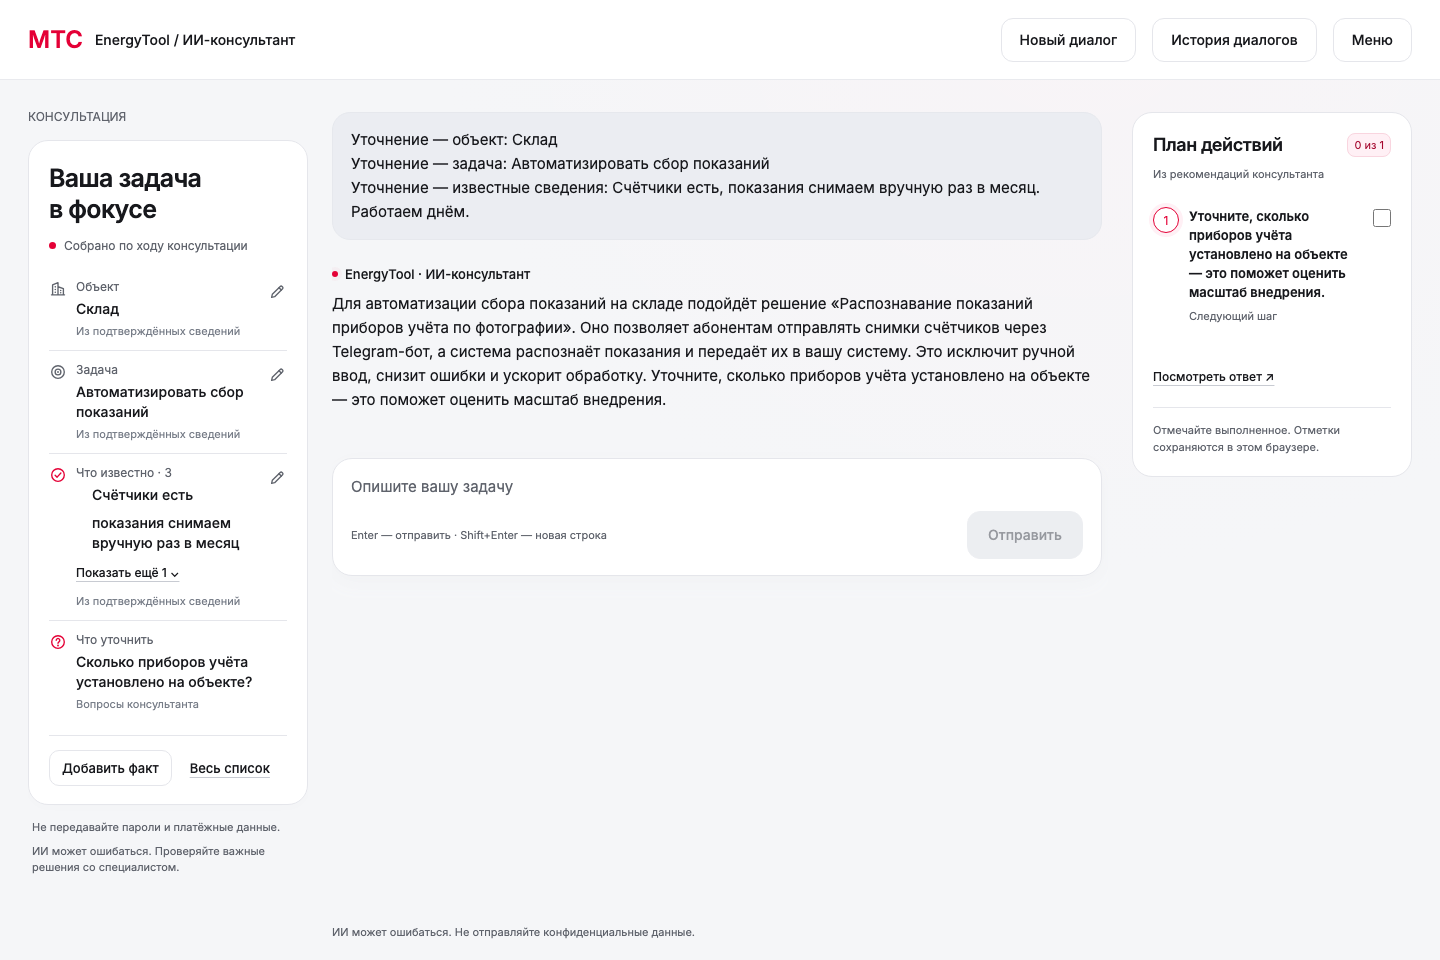 МТС
EnergyTool / ИИ-консультант
Новый диалог
История диалогов
Меню
КОНСУЛЬТАЦИЯ
Ваша задача
в фокусе
Собрано по ходу консультации
Объект
Склад
Из подтверждённых сведений
Задача
Автоматизировать сбор
показаний
Из подтверждённых сведений
Что известно · 3
Счётчики есть
показания снимаем
вручную раз в месяц
Показать ещё 1
Из подтверждённых сведений
Что уточнить
Сколько приборов учёта
установлено на объекте?
Вопросы консультанта
Добавить факт
Весь список
Не передавайте пароли и платёжные данные.
ИИ может ошибаться. Проверяйте важные
решения со специалистом.
Уточнение — объект: Склад
Уточнение — задача: Автоматизировать сбор показаний
Уточнение — известные сведения: Счётчики есть, показания снимаем вручную раз в месяц.
Работаем днём.
EnergyTool · ИИ-консультант
Для автоматизации сбора показаний на складе подойдёт решение «Распознавание показаний
приборов учёта по фотографии». Оно позволяет абонентам отправлять снимки счётчиков через
Telegram-бот, а система распознаёт показания и передаёт их в вашу систему. Это исключит ручной
ввод, снизит ошибки и ускорит обработку. Уточните, сколько приборов учёта установлено на объекте
— это поможет оценить масштаб внедрения.
Опишите вашу задачу
Enter — отправить · Shift+Enter — новая строка
Отправить
ИИ может ошибаться. Не отправляйте конфиденциальные данные.
План действий
0 из 1
Из рекомендаций консультанта
1
Уточните, сколько
приборов учёта
установлено на объекте
— это поможет оценить
масштаб внедрения.
Следующий шаг
Посмотреть ответ ↗
Отмечайте выполненное. Отметки
сохраняются в этом браузере.